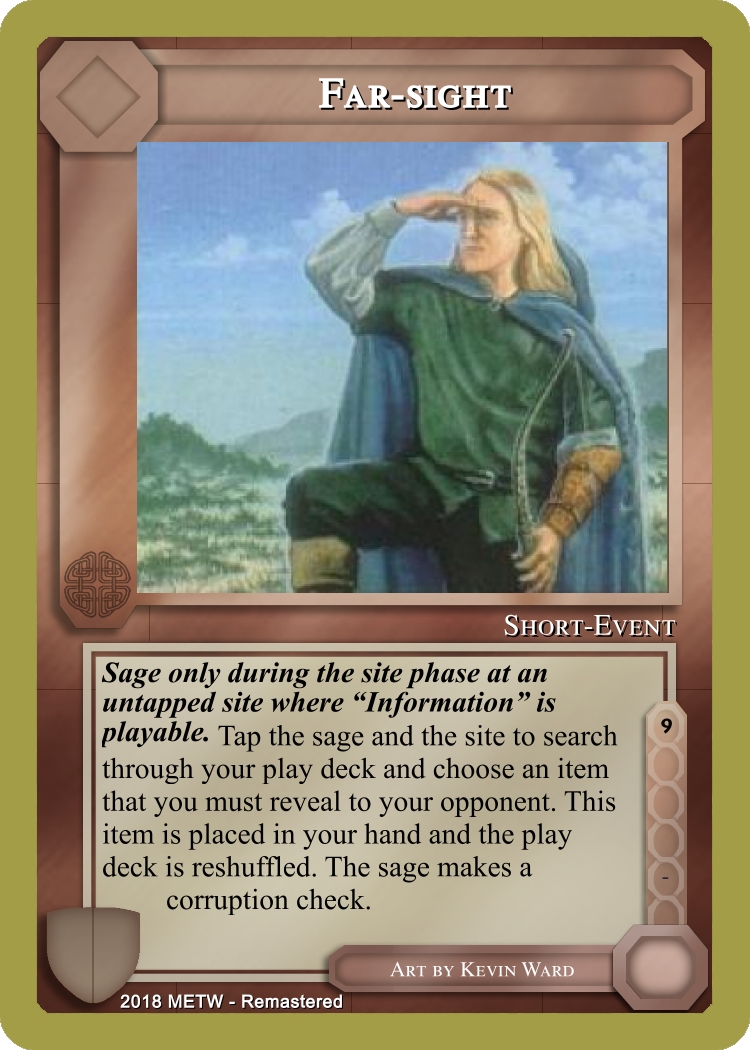 Far-sight
Short-Event
Sage only during the site phase at an
untapped site where “Information” is
playable. Tap the sage and the site to search
through your play deck and choose an item
that you must reveal to your opponent. This
item is placed in your hand and the play
deck is reshuffled. The sage makes a
corruption check.
9
-
Art by Kevin Ward
2018 METW - Remastered